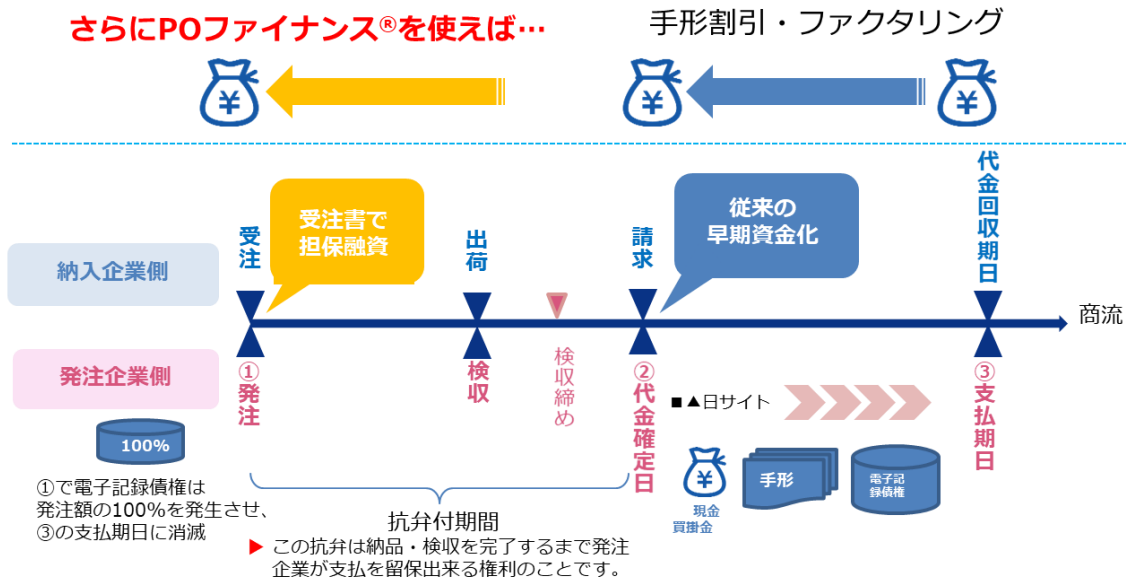 さらにPOファイナンス®を使えば…
手形割引・ファクタリング
¥
¥
¥
受注
受注書で
担保融資
出荷
請求
従来の
早期資金化
代金回収期日
納入企業側
商流
発注企業側
①発注
検収
検収締め
②代金確定日
■▲日サイト
③支払期日
100%
①で電子記録債権は
発注額の100%を発生させ、
③の支払期日に消滅
¥
現金
買掛金
手形
電子記
録債権
抗弁付期間
▶ この抗弁は納品・検収を完了するまで発注
企業が支払を留保出来る権利のことです。